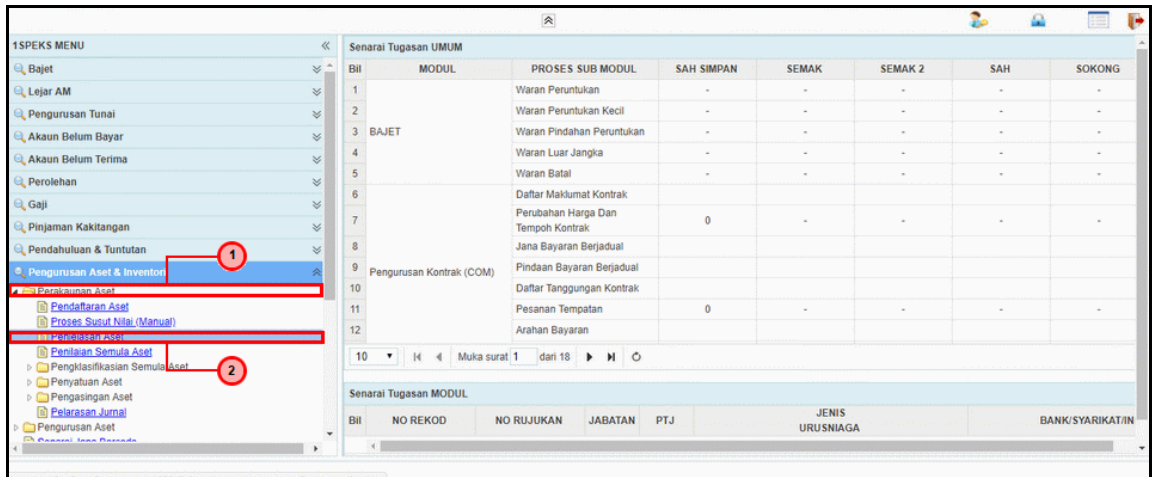 1SPEKS MENU
Bajet
Lejar AM
Pengurusan Tunai
Akaun Belum Bayar
Akaun Belum Terima
Perolehan
Gaji
Pinjaman Kakitangan
Pendahuluan & Tuntutan
1
Pengurusan Aset & Inventori
Perakaunan Aset
Pendaftaran Aset
Proses Susut Nilai (Manual)
Penjelasan Aset
Penilaian Semula Aset
Pengklasifikasian Semula Aset
2
Penyatuan Aset
Pengasingan Aset
Pelarasan Jurnal
Pengurusan Aset
Senarai Tugasan UMUM
Bil MODUL PROSES SUB MODUL SAH SIMPAN SEMAK SEMAK 2 SAH SOKONG
1 Waran Peruntukan - - - - -
2 Waran Peruntukan Kecil - - - - -
3 BAJET Waran Pindahan Peruntukan - - - - -
4 Waran Luar Jangka - - - - -
5 Waran Batal - - - - -
6 Daftar Maklumat Kontrak
7 Perubahan Harga Dan Tempoh Kontrak 0 - - - -
8 Jana Bayaran Berjadual
9 Pengurusan Kontrak (COM) Pindaan Bayaran Berjadual
10 Daftar Tanggungan Kontrak
11 Pesanan Tempatan 0 - - - -
12 Arahan Bayaran
10 Muka surat 1 dari 18
Senarai Tugasan MODUL
Bil NO REKOD NO RUJUKAN JABATAN PTJ JENIS URUSNIAGA BANK/SYARIKAT/IN